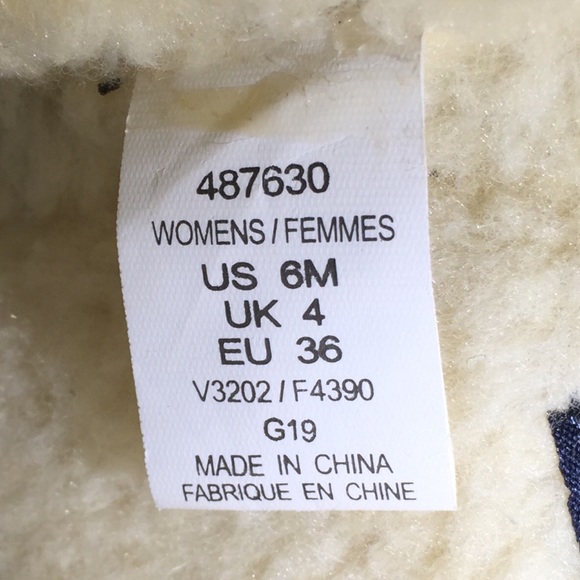 487630
WOMENS / FEMMES
US 6M
UK 4
EU 36
V3202 / F4390
G19
MADE IN CHINA
FABRIQUE EN CHINE